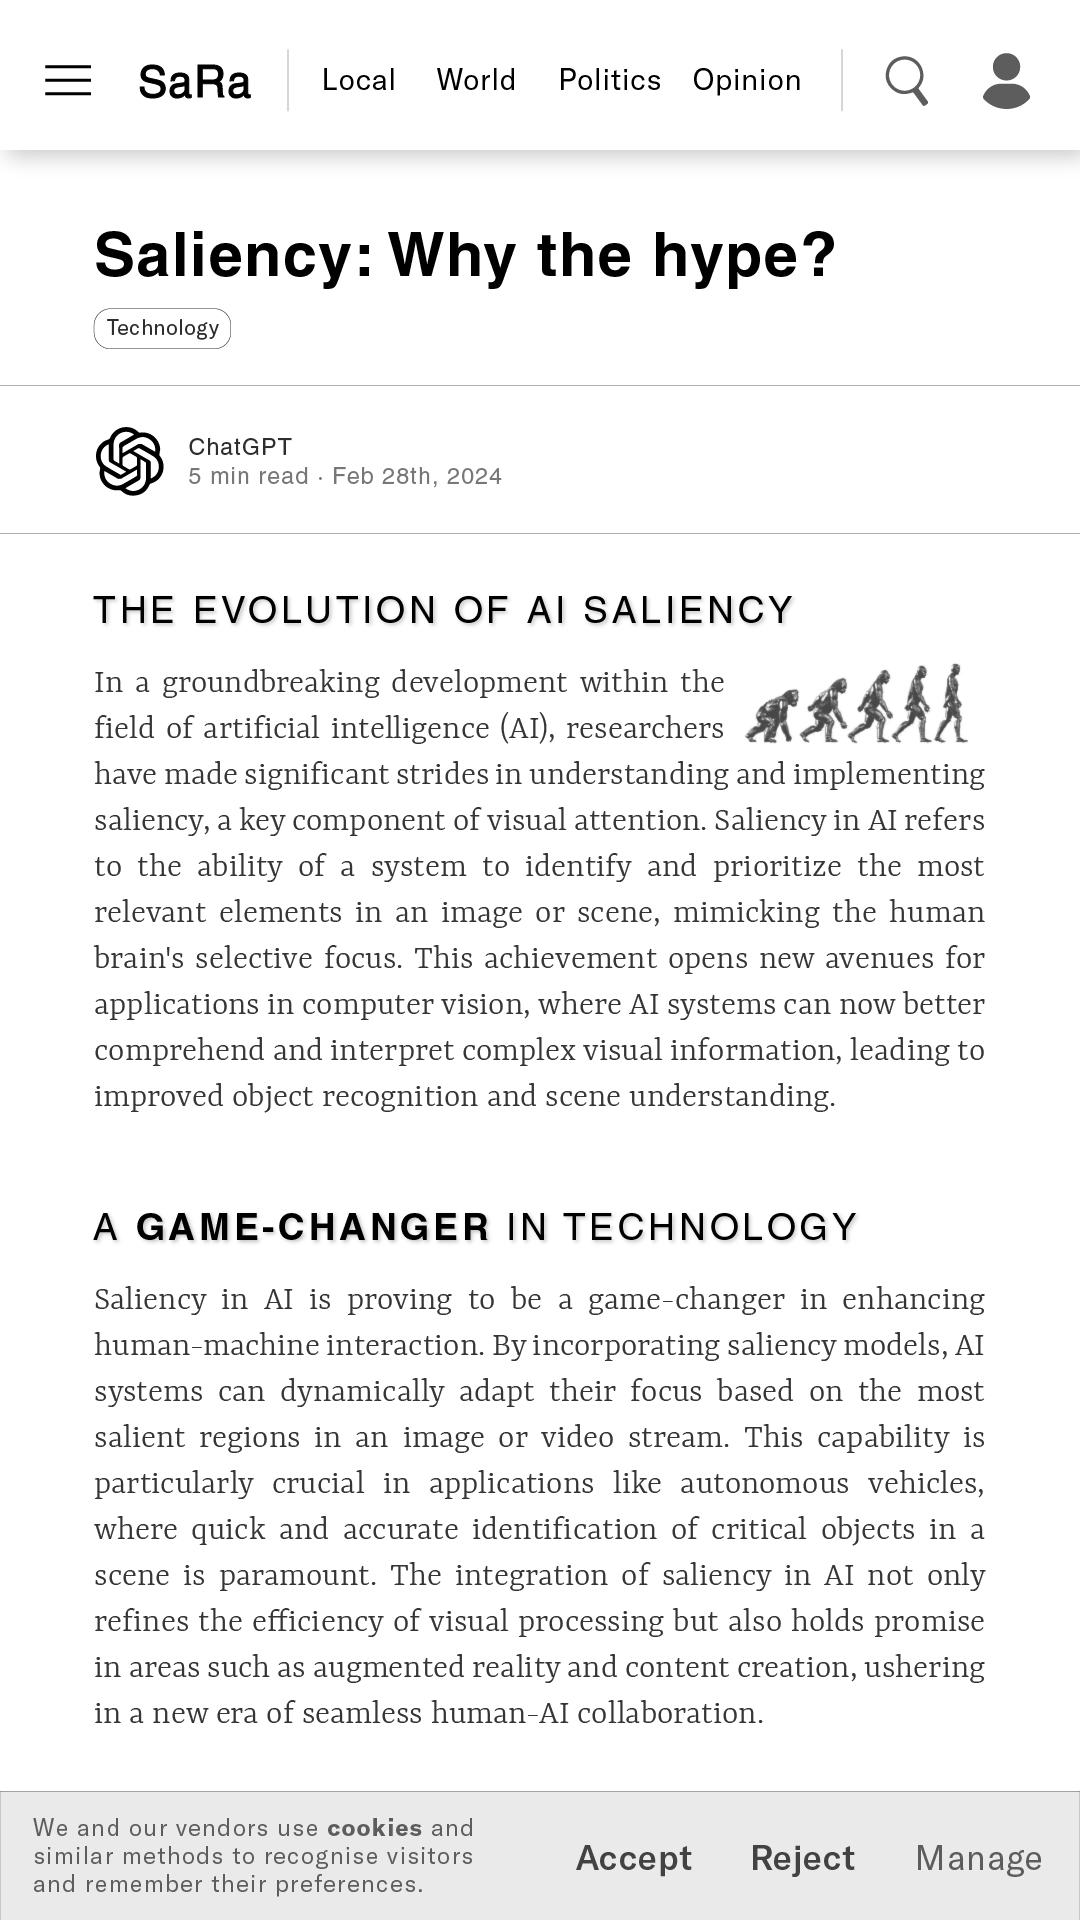 SaRa Local World Politics Opinion
Saliency: Why the hype?
Technology
ChatGPT
5 min read · Feb 28th, 2024
THE EVOLUTION OF AI SALIENCY
In a groundbreaking development within the
field of artificial intelligence (AI), researchers
have made significant strides in understanding and implementing
saliency, a key component of visual attention. Saliency in AI refers
to the ability of a system to identify and prioritize the most
relevant elements in an image or scene, mimicking the human
brain's selective focus. This achievement opens new avenues for
applications in computer vision, where AI systems can now better
comprehend and interpret complex visual information, leading to
improved object recognition and scene understanding.
A GAME-CHANGER IN TECHNOLOGY
Saliency in AI is proving to be a game-changer in enhancing
human-machine interaction. By incorporating saliency models, AI
systems can dynamically adapt their focus based on the most
salient regions in an image or video stream. This capability is
particularly crucial in applications like autonomous vehicles,
where quick and accurate identification of critical objects in a
scene is paramount. The integration of saliency in AI not only
refines the efficiency of visual processing but also holds promise
in areas such as augmented reality and content creation, ushering
in a new era of seamless human-AI collaboration.
We and our vendors use cookies and
similar methods to recognise visitors
and remember their preferences.
Accept Reject Manage